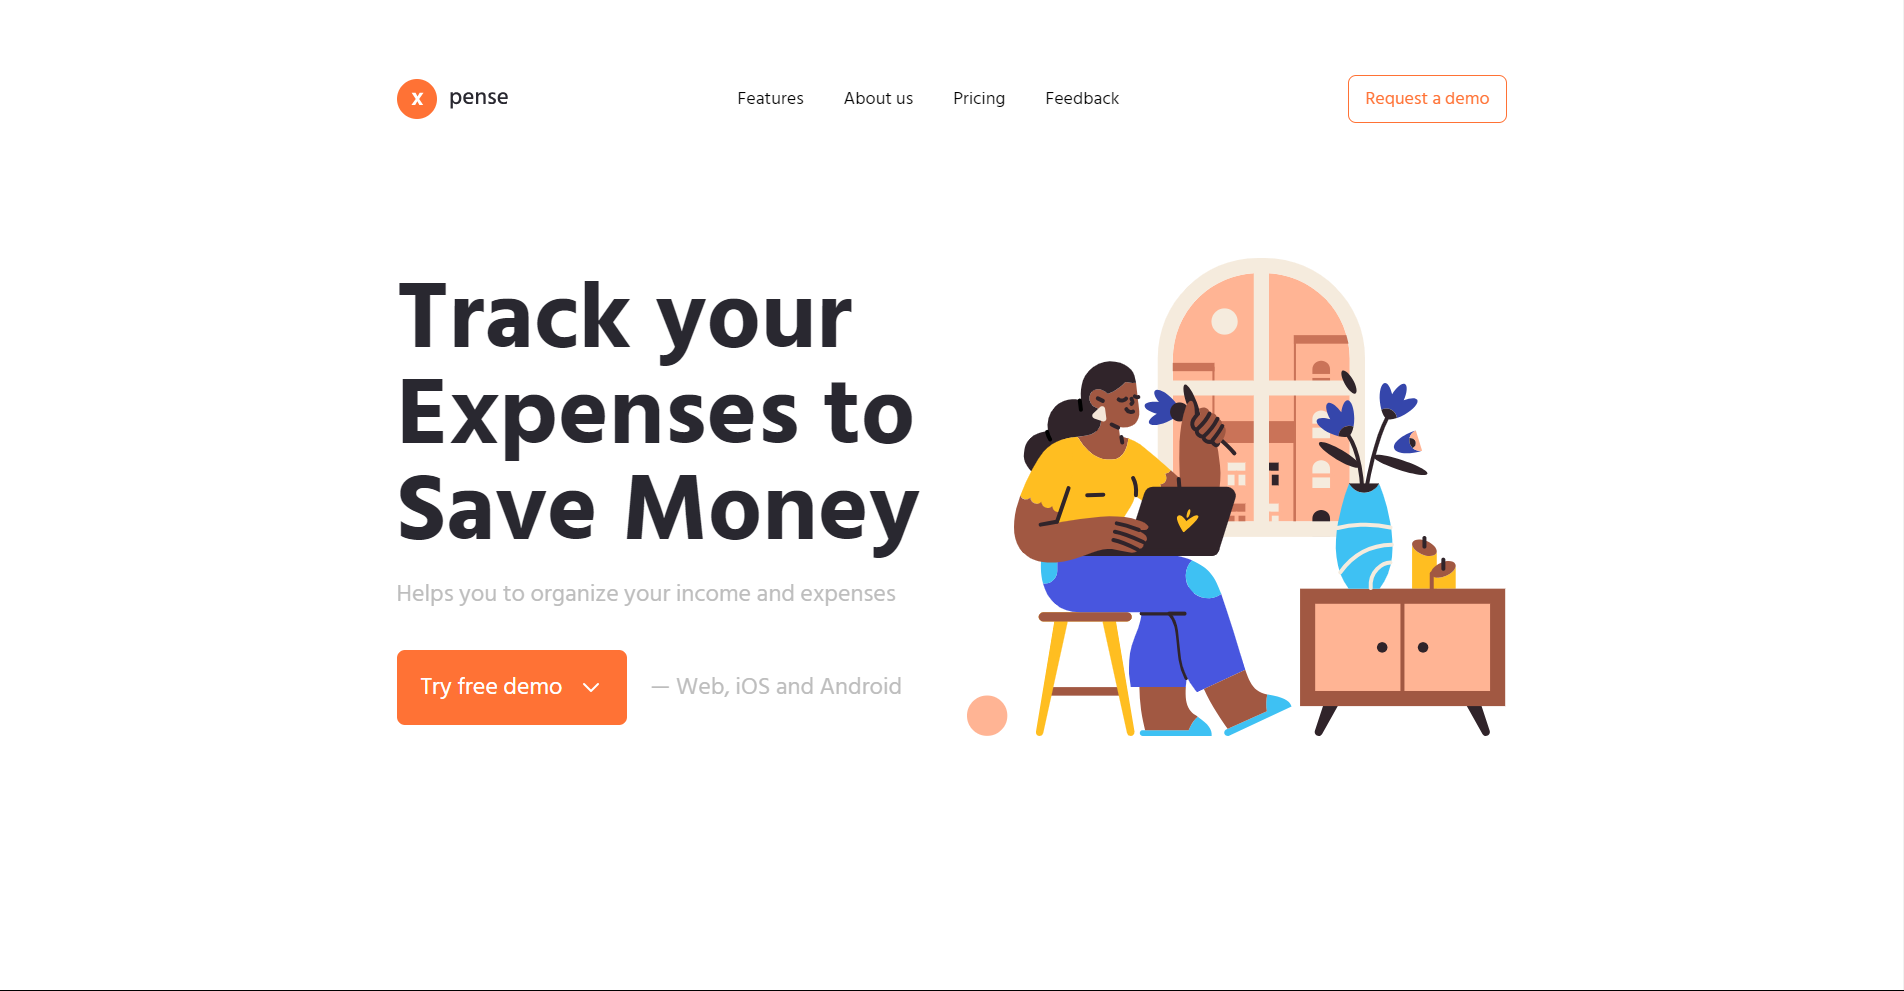 x pense
Features
About us
Pricing
Feedback
Request a demo
Track your
Expenses to
Save Money
Helps you to organize your income and expenses
Try free demo
— Web, iOS and Android